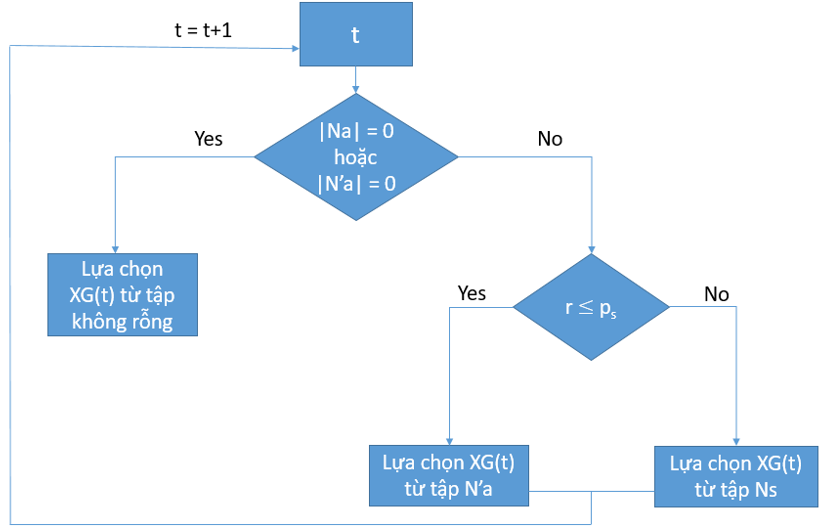 t = t+1
t
|Na| = 0
hoặc
|N’a| = 0
Yes
No
Lựa chọn
XG(t) từ tập
không rỗng
r ≤ ps
Yes
No
Lựa chọn XG(t)
từ tập N’a
Lựa chọn XG(t)
từ tập Ns